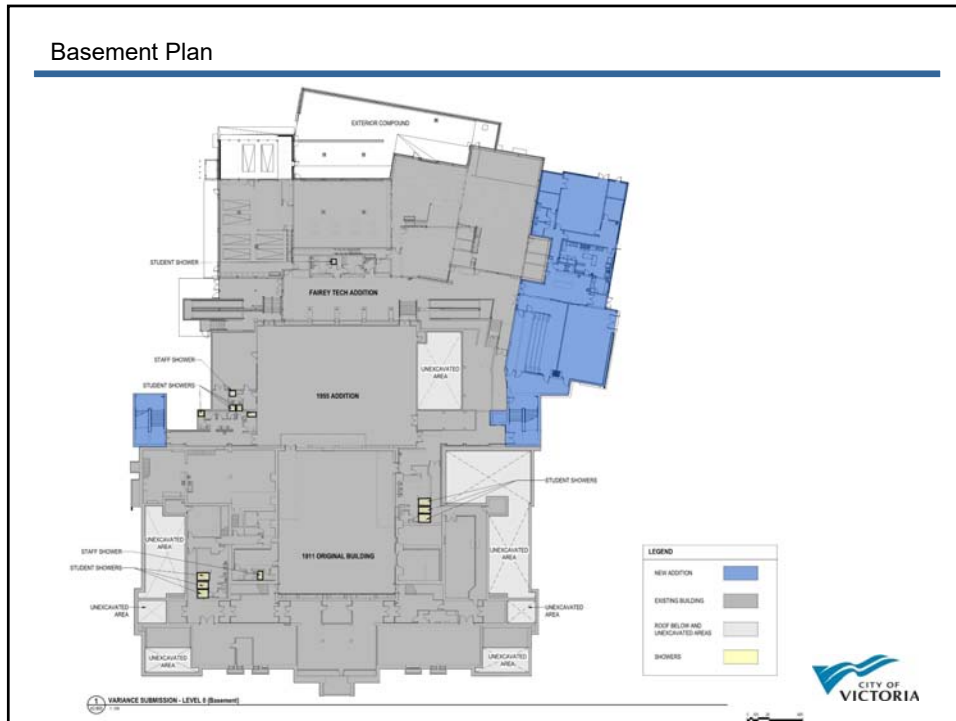 Basement Plan
EXTERIOR COMPOUND
STUDENT SHOWER
FAIREY TECH ADDITION
STAFF SHOWER
STUDENT SHOWERS
UNEXCAVATED
AREA
1955 ADDITION
STUDENT SHOWERS
UNEXCAVATED
AREA
UNEXCAVATED
AREA
STAFF SHOWER
1911 ORIGINAL BUILDING
STUDENT SHOWERS
UNEXCAVATED
AREA
UNEXCAVATED
AREA
UNEXCAVATED
AREA
UNEXCAVATED
AREA
LEGEND
NEW ADDITION
EXISTING BUILDING
ROOF BELOW AND
UNEXCAVATED AREAS
SHOWERS
1
VARIANCE SUBMISSION - LEVEL 0 (Basement)
CITY OF
VICTORIA